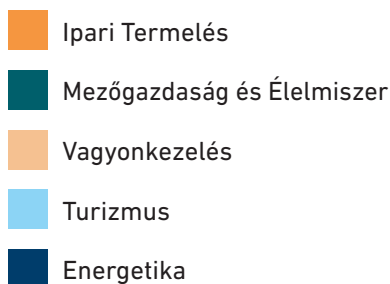 Ipari Termelés
Mezőgazdaság és Élelmiszer
Vagyonkezelés
Turizmus
Energetika